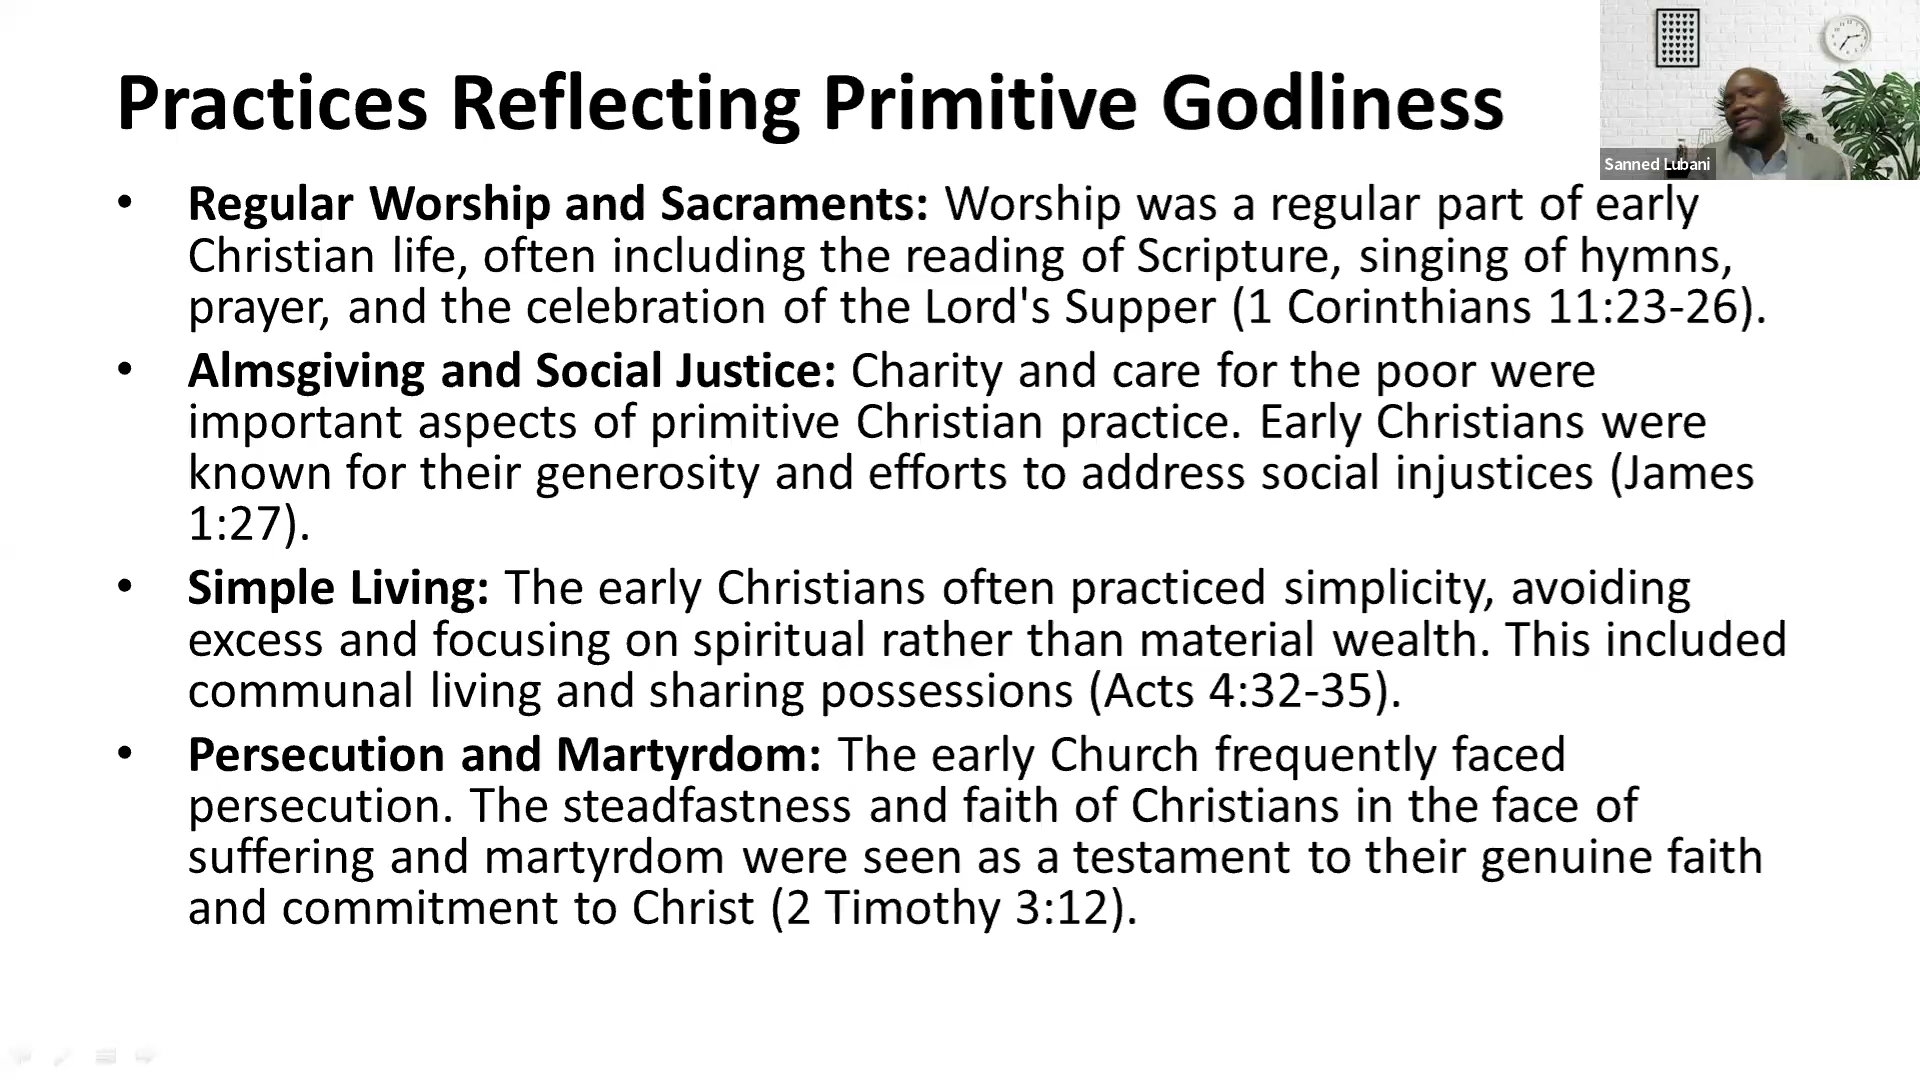 Practices Reflecting Primitive Godliness
Sanned Lubani
• Regular Worship and Sacraments: Worship was a regular part of early
Christian life, often including the reading of Scripture, singing of hymns,
prayer, and the celebration of the Lord's Supper (1 Corinthians 11:23-26).
• Almsgiving and Social Justice: Charity and care for the poor were
important aspects of primitive Christian practice. Early Christians were
known for their generosity and efforts to address social injustices (James
1:27).
• Simple Living: The early Christians often practiced simplicity, avoiding
excess and focusing on spiritual rather than material wealth. This included
communal living and sharing possessions (Acts 4:32-35).
• Persecution and Martyrdom: The early Church frequently faced
persecution. The steadfastness and faith of Christians in the face of
suffering and martyrdom were seen as a testament to their genuine faith
and commitment to Christ (2 Timothy 3:12).